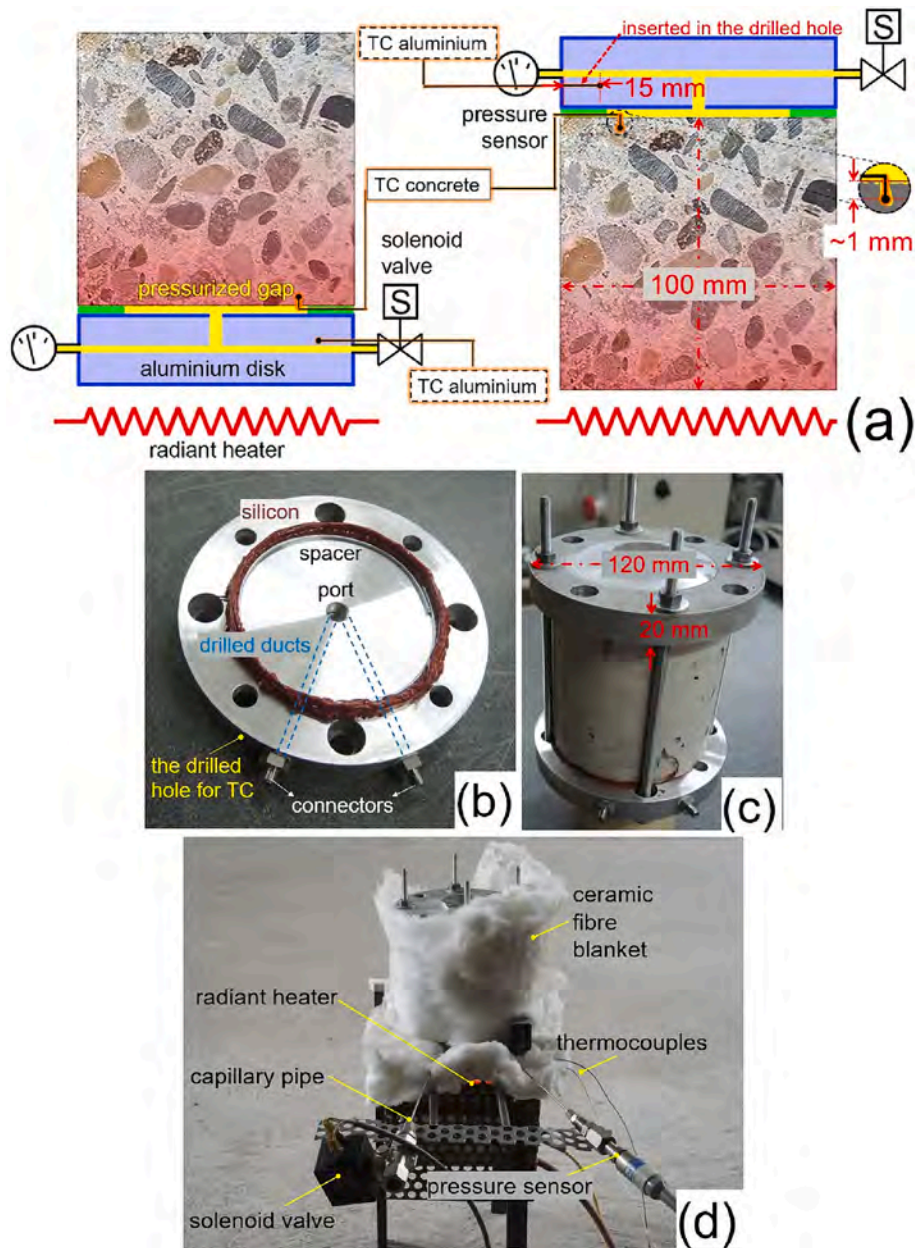 TC aluminium
inserted in the drilled hole
S
15 mm
pressure
sensor
TC concrete
solenoid
valve
~1 mm
S
pressurized gap
100 mm
aluminium disk
TC aluminium
radiant heater
(a)
silicon
spacer
port
drilled ducts
the drilled
hole for TC
connectors
(b)
120 mm
20 mm
(c)
ceramic
fibre
blanket
radiant heater
thermocouples
capillary pipe
pressure sensor
solenoid valve
(d)